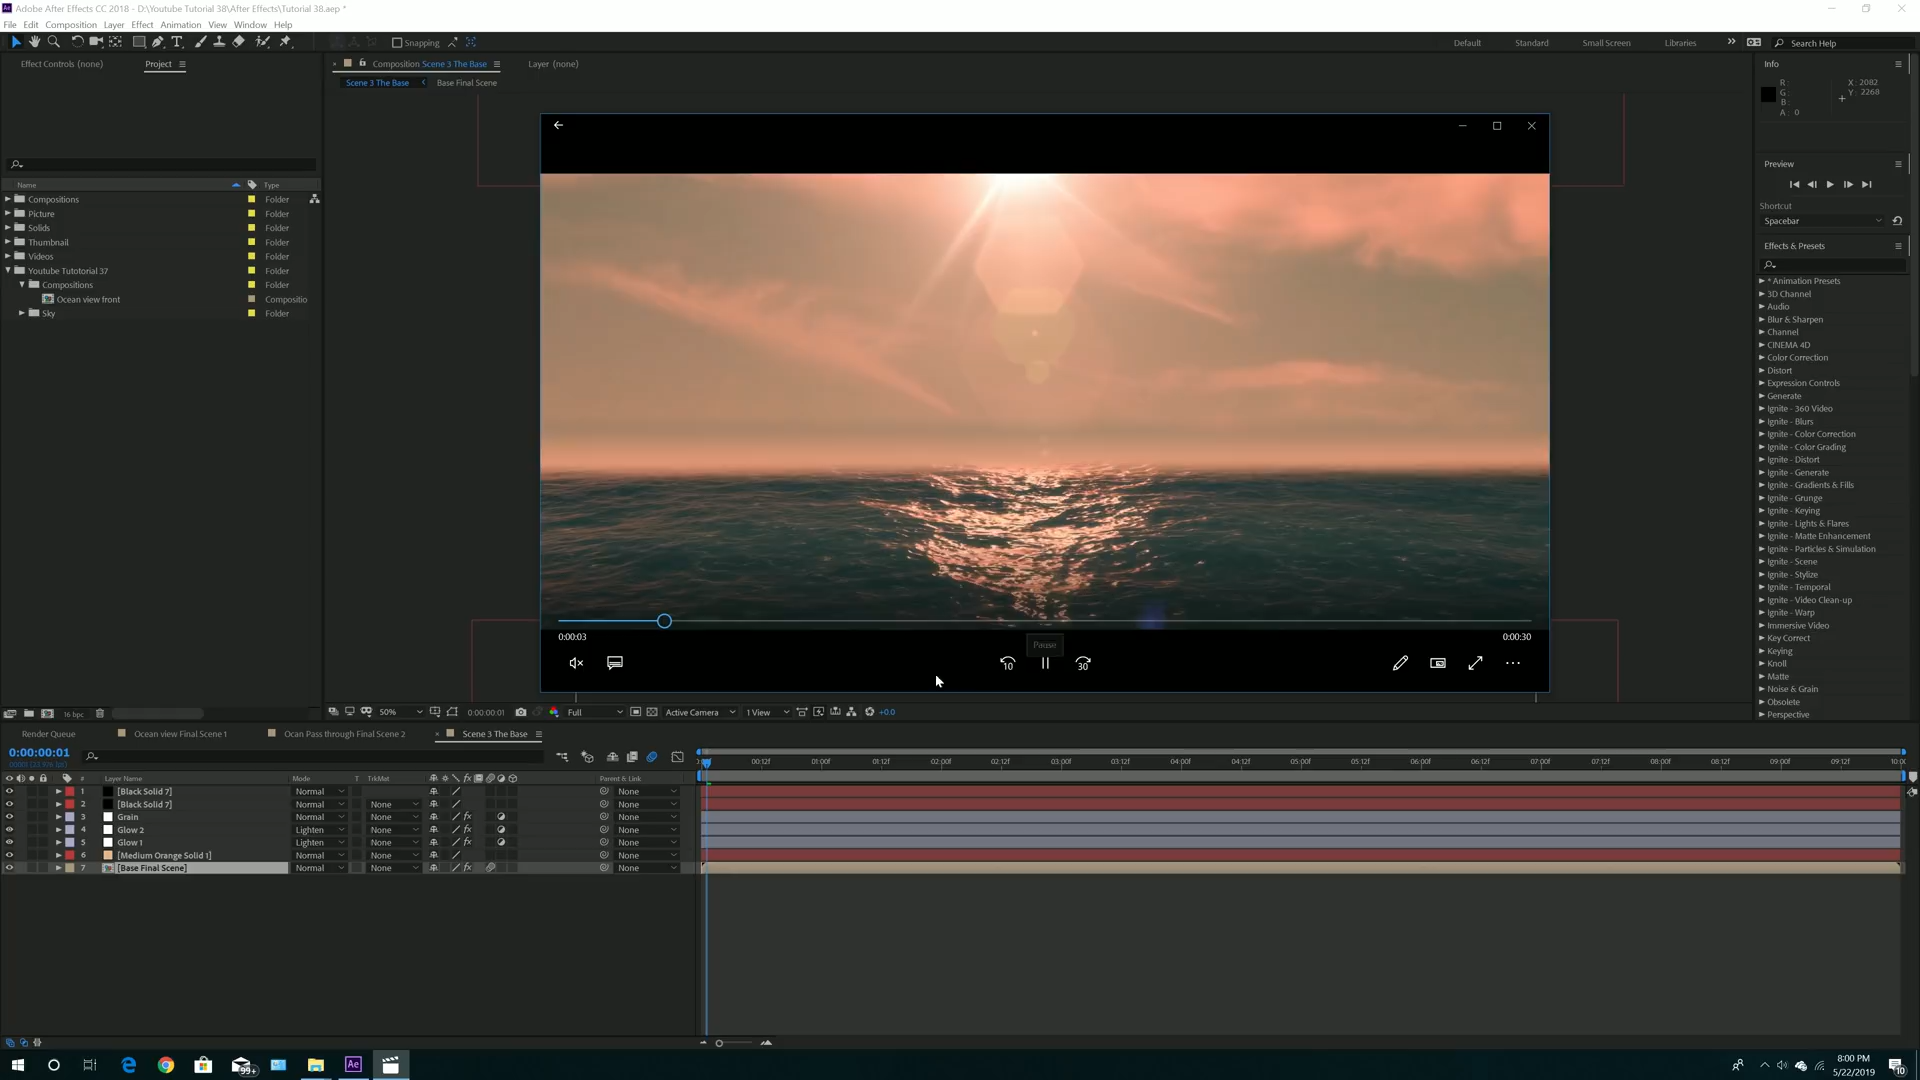 Adobe After Effects CC 2018 - D:\Youtube Tutorial 38\After Effects\Tutorial 38.aep *
File Edit Composition Layer Effect Animation View Window Help
Snapping
Default Standard Small Screen Libraries Search Help
Effect Controls (none) Project
Composition Scene 3 The Base Layer (none)
Scene 3 The Base Base Final Scene
Name Type
Compositions Folder
Picture Folder
Solids Folder
Thumbnail Folder
Videos Folder
Youtube Tutotorial 37 Folder
Compositions Folder
Ocean view front Compositio
Sky Folder
16 bpc
Pause
0:00:03 0:00:30
10 30
50% 0:00:00:01 Full Active Camera 1 View +0.0
Info
R: X: 2082
G: Y: 2268
B:
A: 0
Preview
Shortcut
Spacebar
Effects & Presets
* Animation Presets
3D Channel
Audio
Blur & Sharpen
Channel
CINEMA 4D
Color Correction
Distort
Expression Controls
Generate
Ignite - 360 Video
Ignite - Blurs
Ignite - Color Correction
Ignite - Color Grading
Ignite - Distort
Ignite - Generate
Ignite - Gradients & Fills
Ignite - Grunge
Ignite - Keying
Ignite - Lights & Flares
Ignite - Matte Enhancement
Ignite - Particles & Simulation
Ignite - Scene
Ignite - Stylize
Ignite - Temporal
Ignite - Video Clean-up
Ignite - Warp
Immersive Video
Key Correct
Keying
Knoll
Matte
Noise & Grain
Obsolete
Perspective
Render Queue Ocean view Final Scene 1 Ocan Pass through Final Scene 2 Scene 3 The Base
0:00:00:01
# Layer Name Mode T TrkMat Parent & Link
1 [Black Solid 7] Normal None
2 [Black Solid 7] Normal None None
3 Grain Normal None None
4 Glow 2 Lighten None None
5 Glow 1 Lighten None None
6 [Medium Orange Solid 1] Normal None None
7 [Base Final Scene] Normal None None
00:12f 01:00f 01:12f 02:00f 02:12f 03:00f 03:12f 04:00f 04:12f 05:00f 05:12f 06:00f 06:12f 07:00f 07:12f 08:00f 08:12f 09:00f 09:12f 10:00
99+
8:00 PM
5/22/2019
10